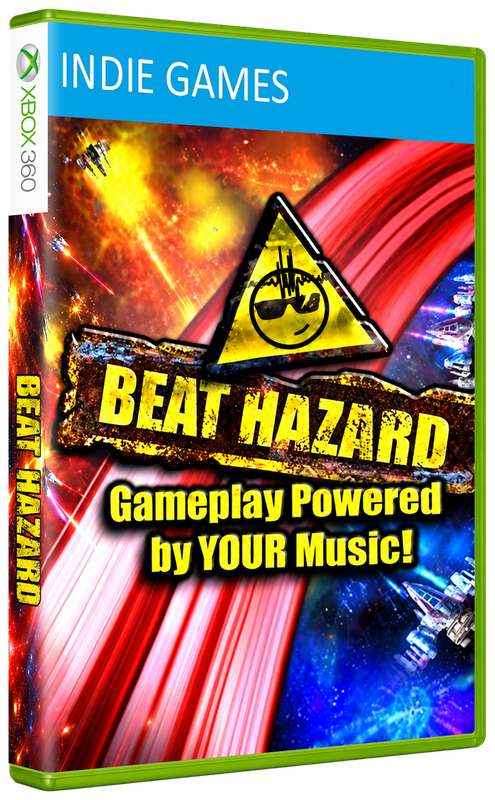 XBOX 360
INDIE GAMES
BEAT HAZARD
Gameplay Powered
by YOUR Music!
BEAT HAZARD